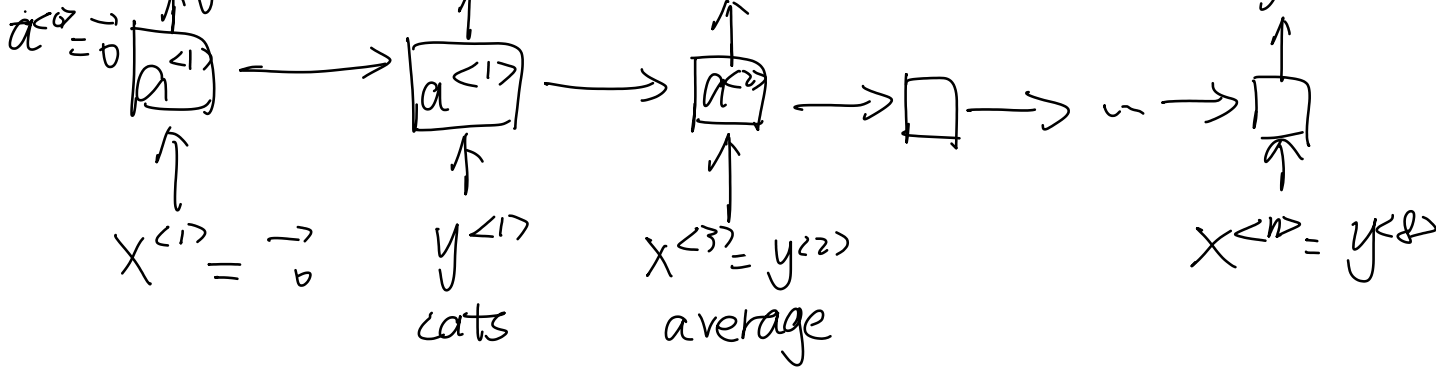 a<0> = 0⃗
a<1> a<1> a<2>
x<1> = 0⃗ y<1> x<3> = y<2> x<n> = y<8>
cats average